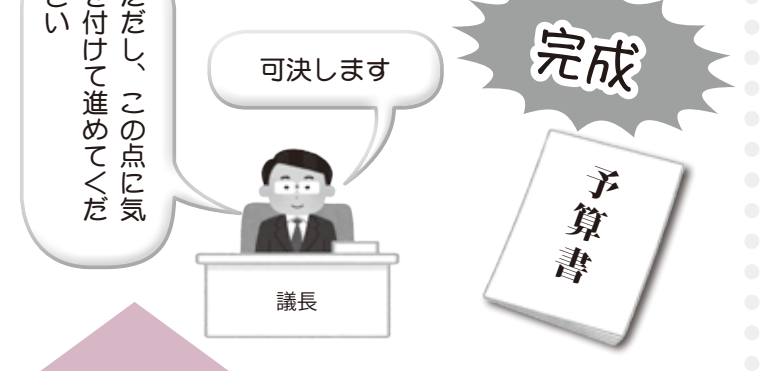 完成
可決します
ただし、この点に気
を付けて進めてくだ
さい
予算書
議長